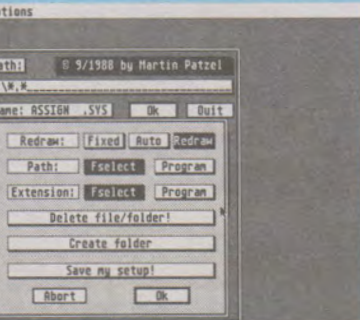 tions
ath: © 9/1988 by Martin Patzel
\*.*
ame: ASSIGN .SYS Ok Quit
Redraw: Fixed Auto Redraw
Path: Fselect Program
Extension: Fselect Program
Delete file/folder!
Create folder
Save my setup!
Abort Ok